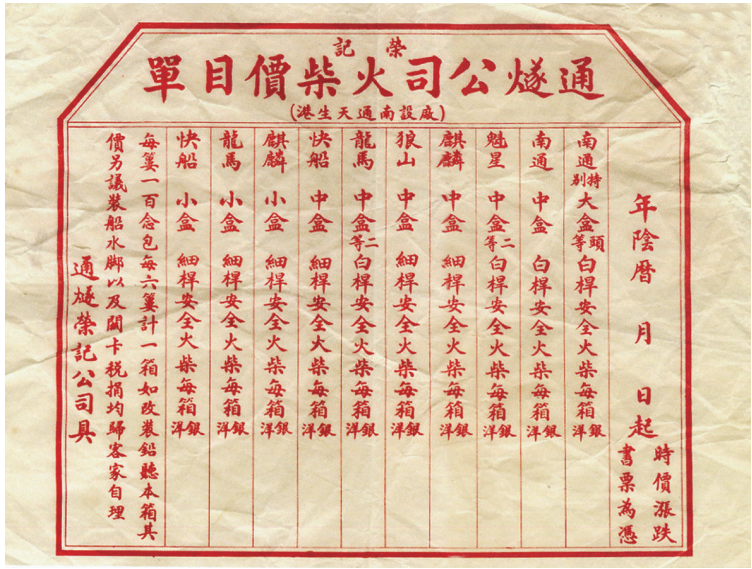 榮記
通燧公司火柴價目單
(廠設南通天生港)
年陰暦 月 日起
時價漲跌
書票為憑
南通特別大盒頭等白桿安全火柴每箱銀洋
南通中盒白桿安全火柴每箱銀洋
魁星中盒二等白桿安全火柴每箱銀洋
麒麟中盒細桿安全火柴每箱銀洋
狼山中盒細桿安全火柴每箱銀洋
龍馬中盒二等白桿安全火柴每箱銀洋
快船中盒細桿安全火柴每箱銀洋
麒麟小盒細桿安全火柴每箱銀洋
龍馬小盒細桿安全火柴每箱銀洋
快船小盒細桿安全火柴每箱銀洋
每簍一百念包每六簍計一箱如改裝鉛聽本箱其
價另議裝船水脚以及關卡税捐均歸客家自理
通燧榮記公司具